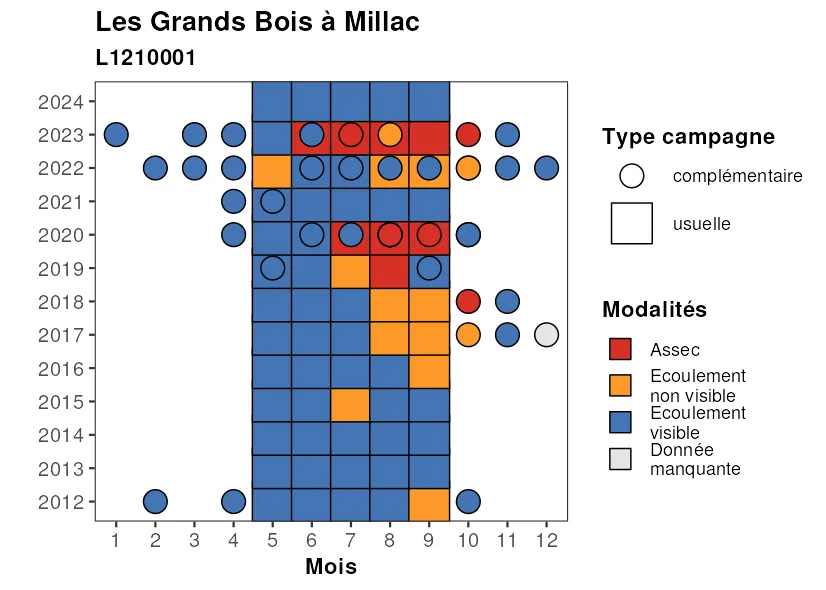 Les Grands Bois à Millac
L1210001
2024
2023
2022
2021
2020
2019
2018
2017
2016
2015
2014
2013
2012
1 2 3 4 5 6 7 8 9 10 11 12
Mois
Type campagne
complémentaire
usuelle
Modalités
Assec
Ecoulement
non visible
Ecoulement
visible
Donnée
manquante